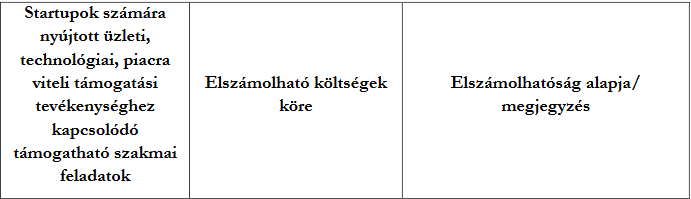 Startupok számára
nyújtott üzleti,
technológiai, piacra
viteli támogatási
tevékenységhez
kapcsolódó
támogatható szakmai
feladatok
Elszámolható költségek
köre
Elszámolhatóság alapja/
megjegyzés